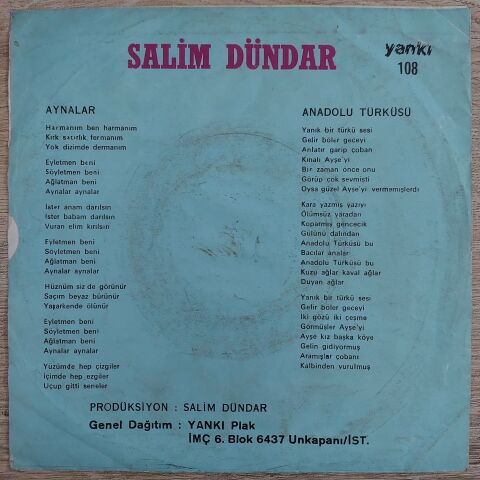 SALİM DÜNDAR
yankı
108
AYNALAR
Harmanım ben harmanım
Kırk satırlık fermanım
Yok dizimde dermanım
Eyletmen beni
Söyletmen beni
Ağlatman beni
Aynalar aynalar
İster anam darılsın
İster babam darılsın
Vuran elim kırılsın
Eyletmen beni
Söyletmen beni
Ağlatman beni
Aynalar aynalar
Hüznüm siz de görünür
Saçım beyaz bürünür
Yaşarkende ölünür
Eyletmen beni
Söyletmen beni
Ağlatman beni
Aynalar aynalar
Yüzümde hep çizgiler
İçimde hep ezgiler
Uçup gitti seneler
ANADOLU TÜRKÜSÜ
Yanık bir türkü sesi
Gelir böler geceyi
Anlatır garip çoban
Kınalı Ayşe'yi
Bir zaman önce onu
Görüp çok sevmişti
Oysa güzel Ayşe'yi vermemişlerdi
Kara yazmış yazıyı
Ölümsüz yaradan
Koparmış gencecik
Gülünü dalından
Anadolu Türküsü bu
Bacılar analar
Anadolu Türküsü bu
Kuzu ağlar kaval ağlar
Duyan ağlar
Yanık bir türkü sesi
Gelir böler geceyi
İki gözü iki çeşme
Görmüşler Ayşe'yi
Ayşe kız başka köye
Gelin gidiyormuş
Aramışlar çobanı
Kalbinden vurulmuş
PRODÜKSİYON : SALİM DÜNDAR
Genel Dağıtım : YANKI Plak
İMÇ 6. Blok 6437 Unkapanı/İST.